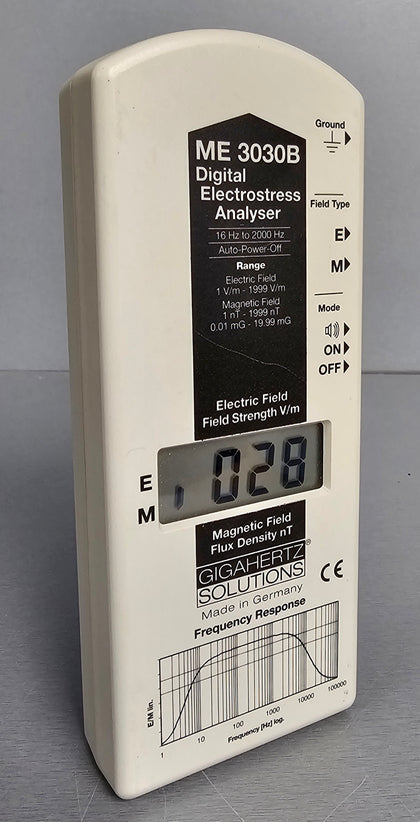 Ground
ME 3030B
Digital
Electrostress
Analyser
16 Hz to 2000 Hz
Auto-Power-Off
Range
Electric Field
1 V/m - 1999 V/m
Magnetic Field
1 nT - 1999 nT
0.01 mG - 19.99 mG
Field Type
E
M
Mode
ON
OFF
Electric Field
Field Strength V/m
E
M
028
Magnetic Field
Flux Density nT
GIGAHERTZ®
SOLUTIONS
CE
Made in Germany
Frequency Response
E/M lin.
1 10 100 1000 10000 100000
Frequency [Hz] log.